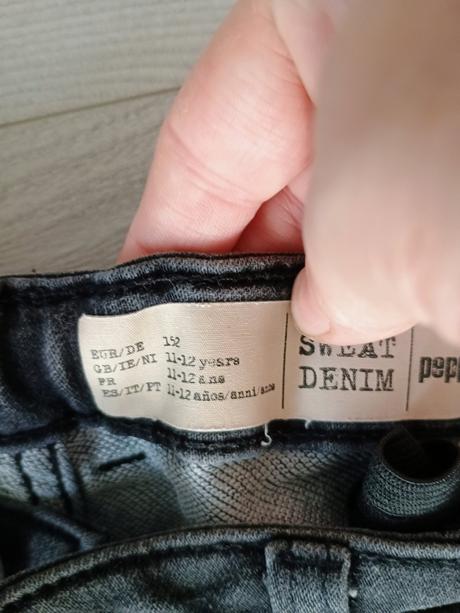 EUR/DE 152
GB/IE/NI 11-12 years
FR 11-12 ans
ES/IT/PT 11-12 años/anni/anos
SWEAT
DENIM